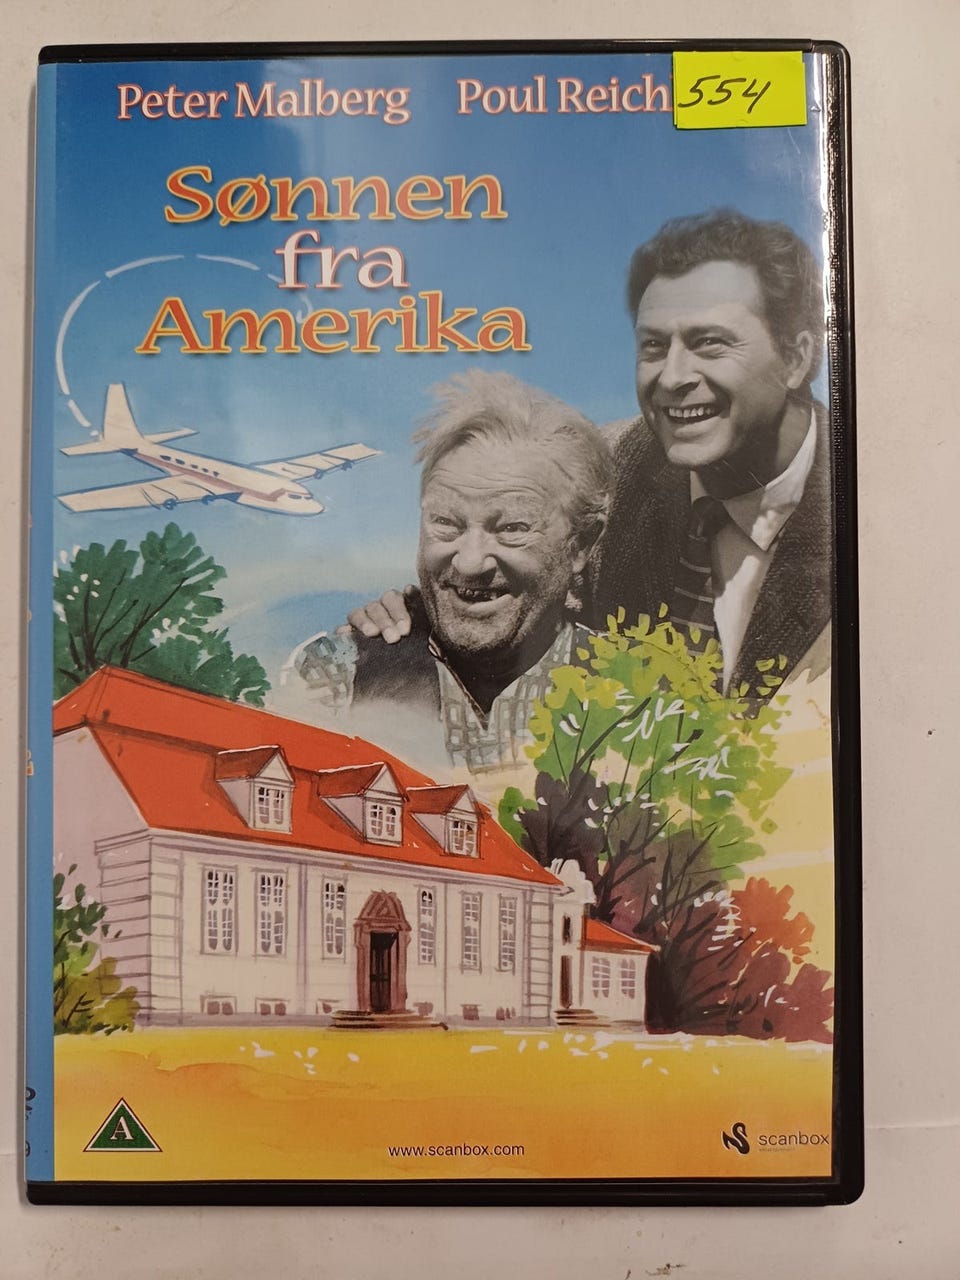 Peter Malberg Poul Reich
554
Sønnen
fra
Amerika
A
www.scanbox.com
scanbox